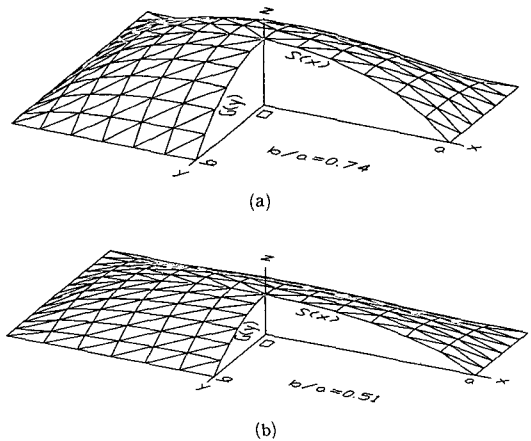 z
S(x)
S(y)
a x
a
y
b/a=0.74
(a)
z
S(x)
S(y)
a x
a
y
b/a=0.51
(b)